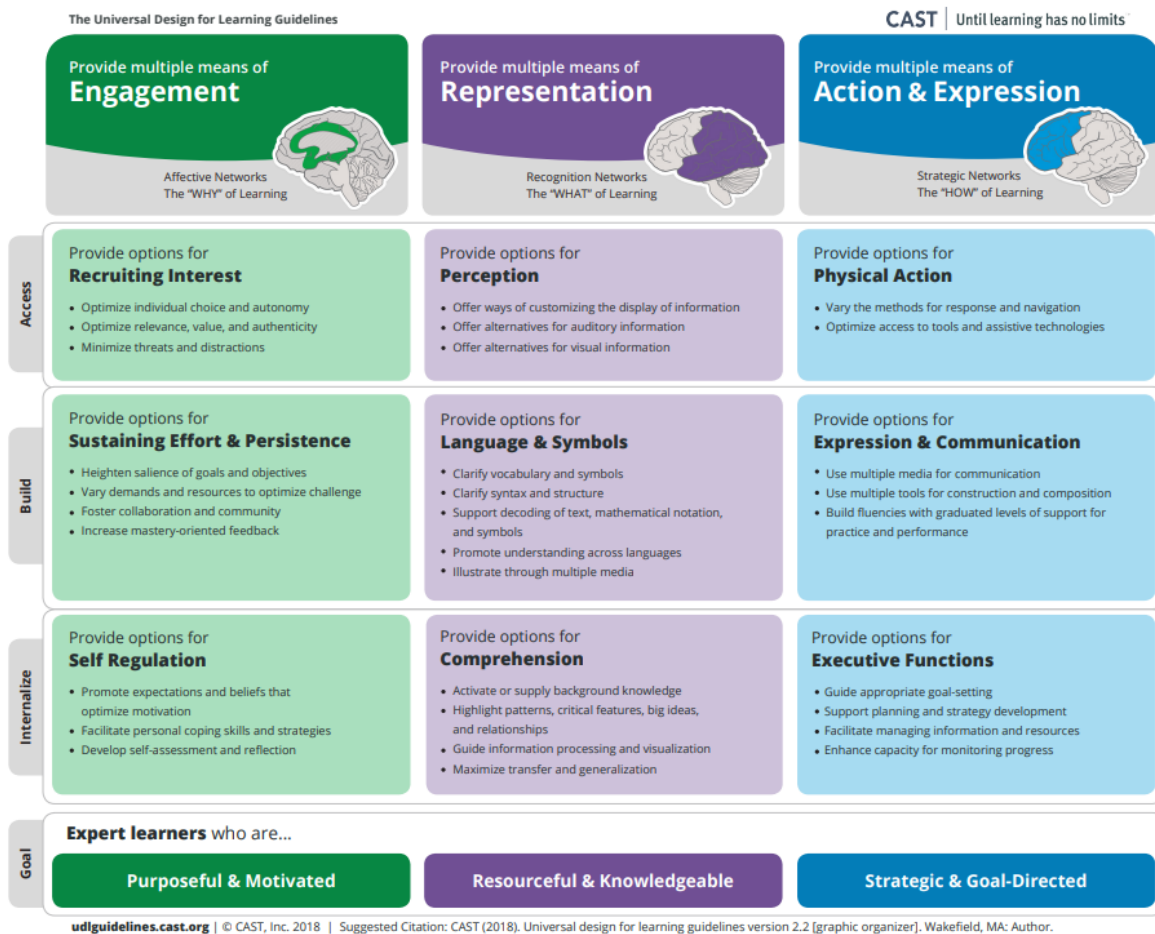 The Universal Design for Learning Guidelines
CAST | Until learning has no limits
Provide multiple means of
Engagement
Affective Networks
The "WHY" of Learning
Provide multiple means of
Representation
Recognition Networks
The "WHAT" of Learning
Provide multiple means of
Action & Expression
Strategic Networks
The "HOW" of Learning
Access
Provide options for
Recruiting Interest
• Optimize individual choice and autonomy
• Optimize relevance, value, and authenticity
• Minimize threats and distractions
Provide options for
Perception
• Offer ways of customizing the display of information
• Offer alternatives for auditory information
• Offer alternatives for visual information
Provide options for
Physical Action
• Vary the methods for response and navigation
• Optimize access to tools and assistive technologies
Build
Provide options for
Sustaining Effort & Persistence
• Heighten salience of goals and objectives
• Vary demands and resources to optimize challenge
• Foster collaboration and community
• Increase mastery-oriented feedback
Provide options for
Language & Symbols
• Clarify vocabulary and symbols
• Clarify syntax and structure
• Support decoding of text, mathematical notation,
and symbols
• Promote understanding across languages
• Illustrate through multiple media
Provide options for
Expression & Communication
• Use multiple media for communication
• Use multiple tools for construction and composition
• Build fluencies with graduated levels of support for
practice and performance
Internalize
Provide options for
Self Regulation
• Promote expectations and beliefs that
optimize motivation
• Facilitate personal coping skills and strategies
• Develop self-assessment and reflection
Provide options for
Comprehension
• Activate or supply background knowledge
• Highlight patterns, critical features, big ideas,
and relationships
• Guide information processing and visualization
• Maximize transfer and generalization
Provide options for
Executive Functions
• Guide appropriate goal-setting
• Support planning and strategy development
• Facilitate managing information and resources
• Enhance capacity for monitoring progress
Goal
Expert learners who are...
Purposeful & Motivated
Resourceful & Knowledgeable
Strategic & Goal-Directed
udlguidelines.cast.org | © CAST, Inc. 2018 | Suggested Citation: CAST (2018). Universal design for learning guidelines version 2.2 [graphic organizer]. Wakefield, MA: Author.